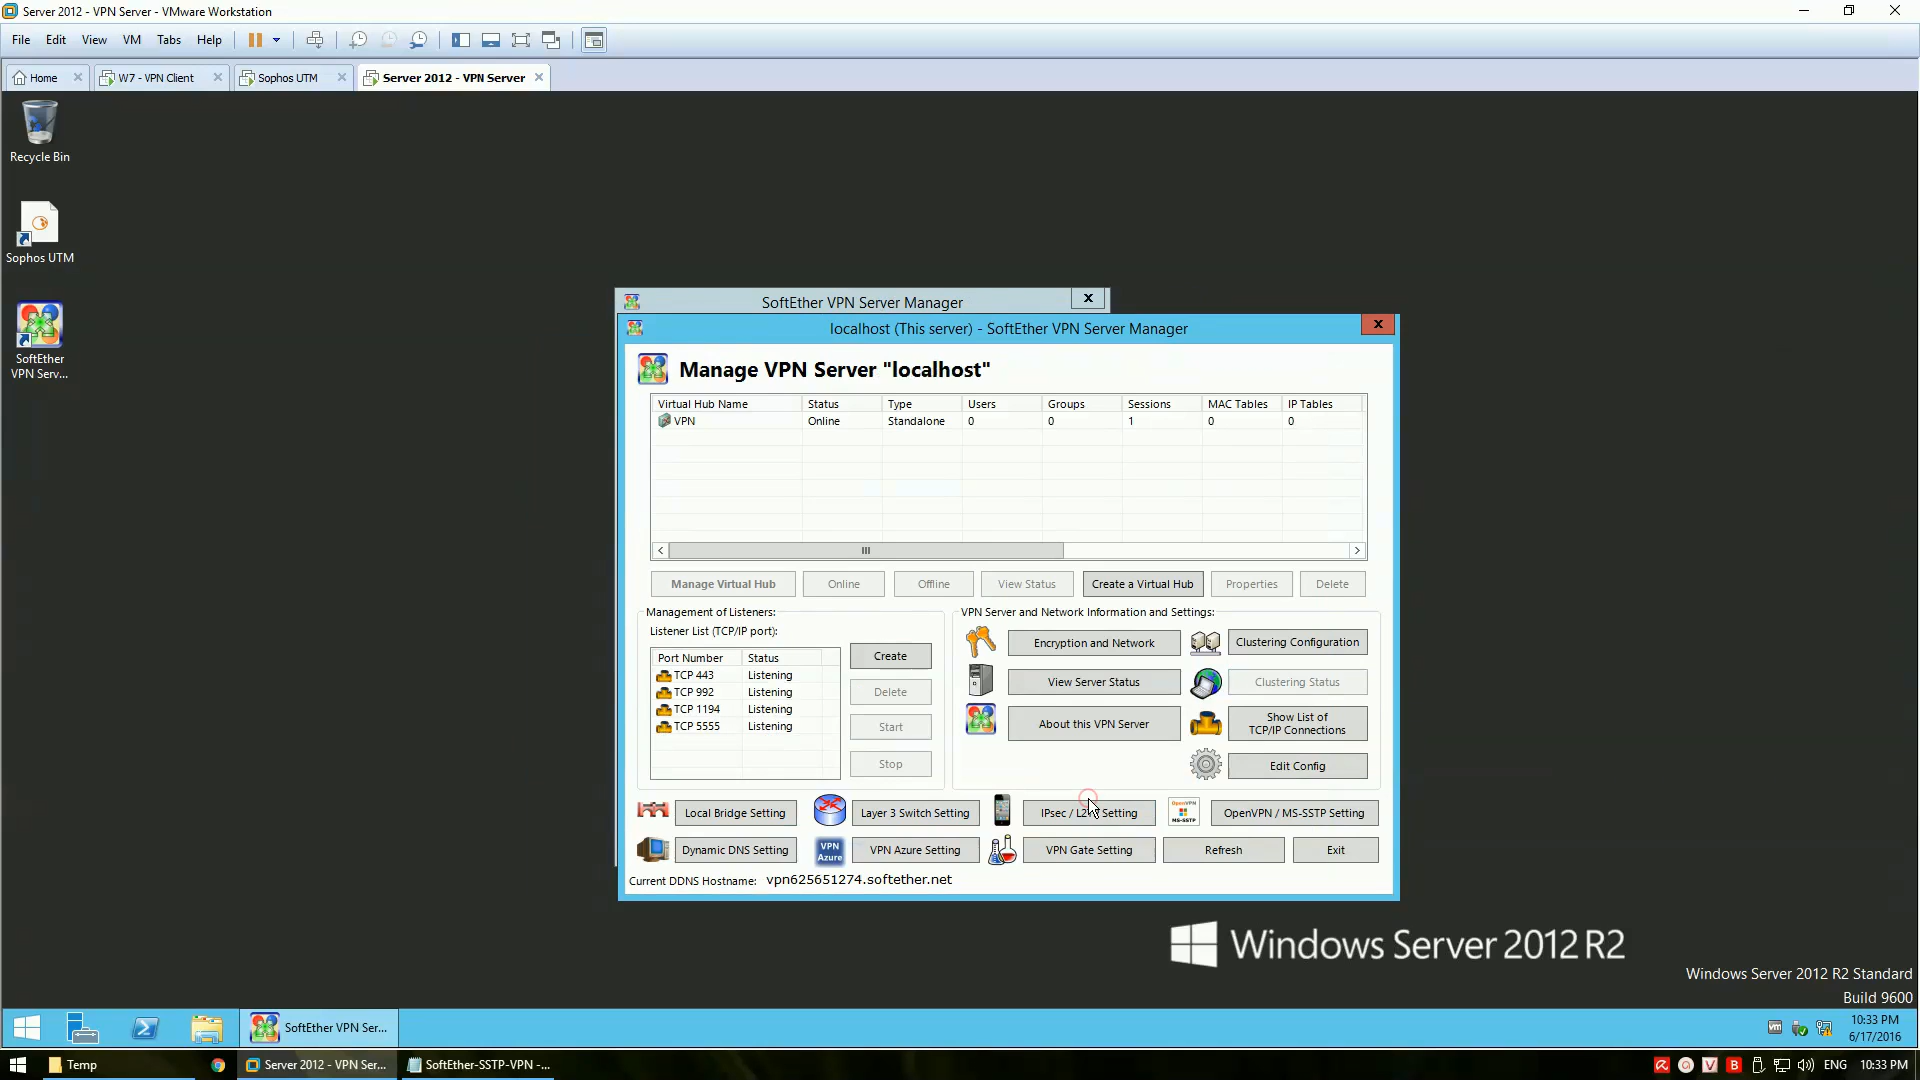 Server 2012 - VPN Server - VMware Workstation
File Edit View VM Tabs Help
Home W7 - VPN Client Sophos UTM Server 2012 - VPN Server
Recycle Bin
Sophos UTM
SoftEther
VPN Serv...
SoftEther VPN Server Manager
localhost (This server) - SoftEther VPN Server Manager
Manage VPN Server "localhost"
Virtual Hub Name Status Type Users Groups Sessions MAC Tables IP Tables
VPN Online Standalone 0 0 1 0 0
Manage Virtual Hub Online Offline View Status Create a Virtual Hub Properties Delete
Management of Listeners:
Listener List (TCP/IP port):
Port Number Status
TCP 443 Listening
TCP 992 Listening
TCP 1194 Listening
TCP 5555 Listening
Create
Delete
Start
Stop
VPN Server and Network Information and Settings:
Encryption and Network Clustering Configuration
View Server Status Clustering Status
About this VPN Server Show List of
TCP/IP Connections
Edit Config
Local Bridge Setting Layer 3 Switch Setting IPsec / L2TP Setting OpenVPN MS-SSTP OpenVPN / MS-SSTP Setting
Dynamic DNS Setting VPN Azure VPN Azure Setting VPN Gate Setting Refresh Exit
Current DDNS Hostname: vpn625651274.softether.net
Windows Server 2012 R2
Windows Server 2012 R2 Standard
Build 9600
SoftEther VPN Ser...
10:33 PM
6/17/2016
Temp Server 2012 - VPN Ser... SoftEther-SSTP-VPN -... ENG 10:33 PM